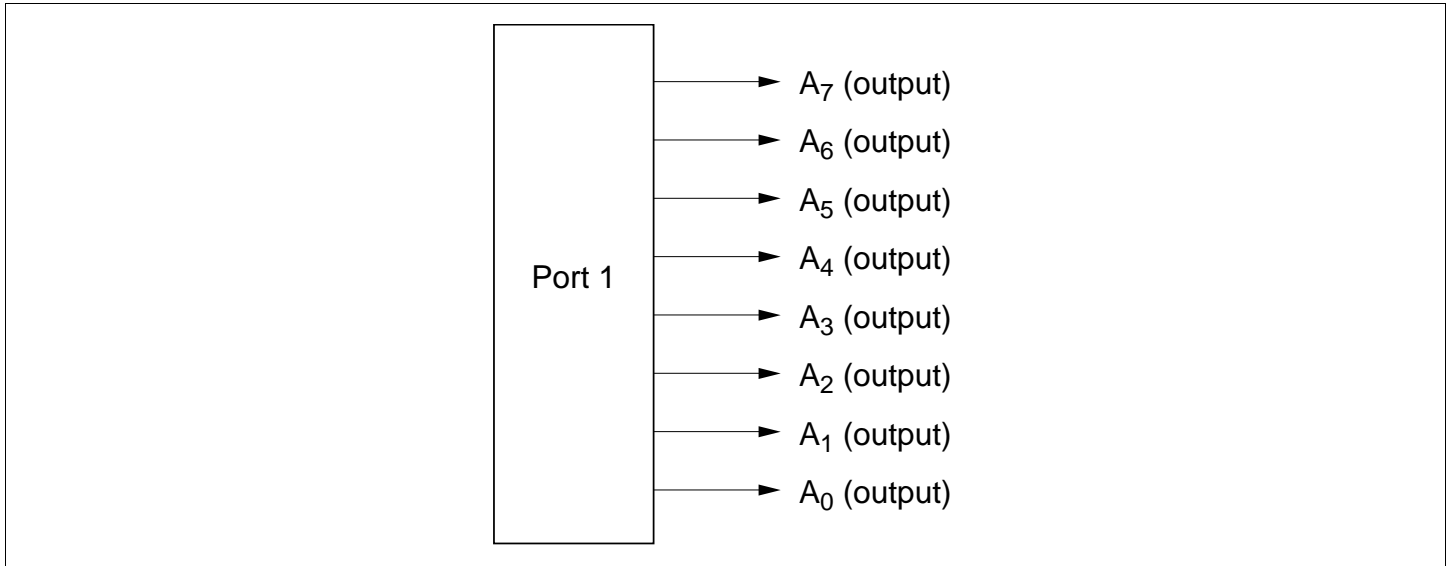 A7 (output)
A6 (output)
A5 (output)
A4 (output)
Port 1
A3 (output)
A2 (output)
A1 (output)
A0 (output)